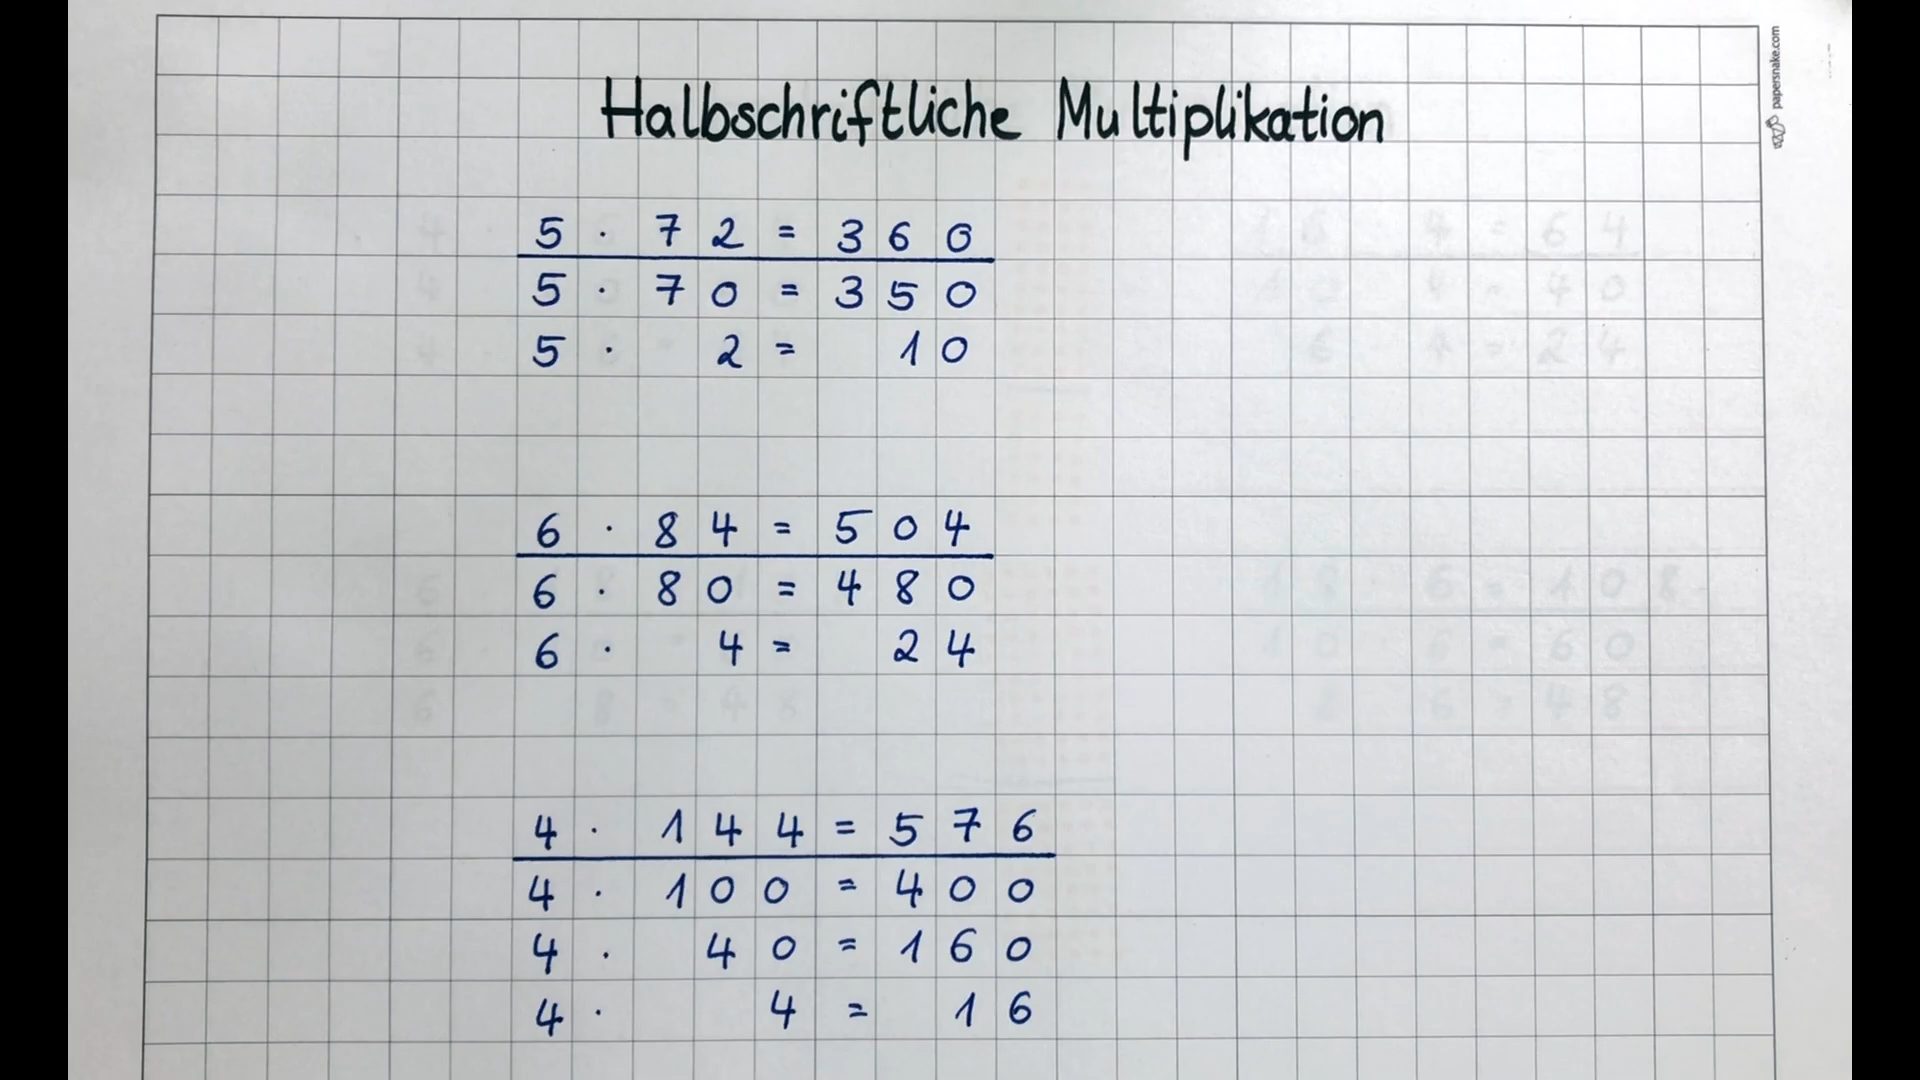 Halbschriftliche Multiplikation
papersnake.com
5 · 72 = 360
5 · 70 = 350
5 · 2 = 10
6 · 84 = 504
6 · 80 = 480
6 · 4 = 24
4 · 144 = 576
4 · 100 = 400
4 · 40 = 160
4 · 4 = 16